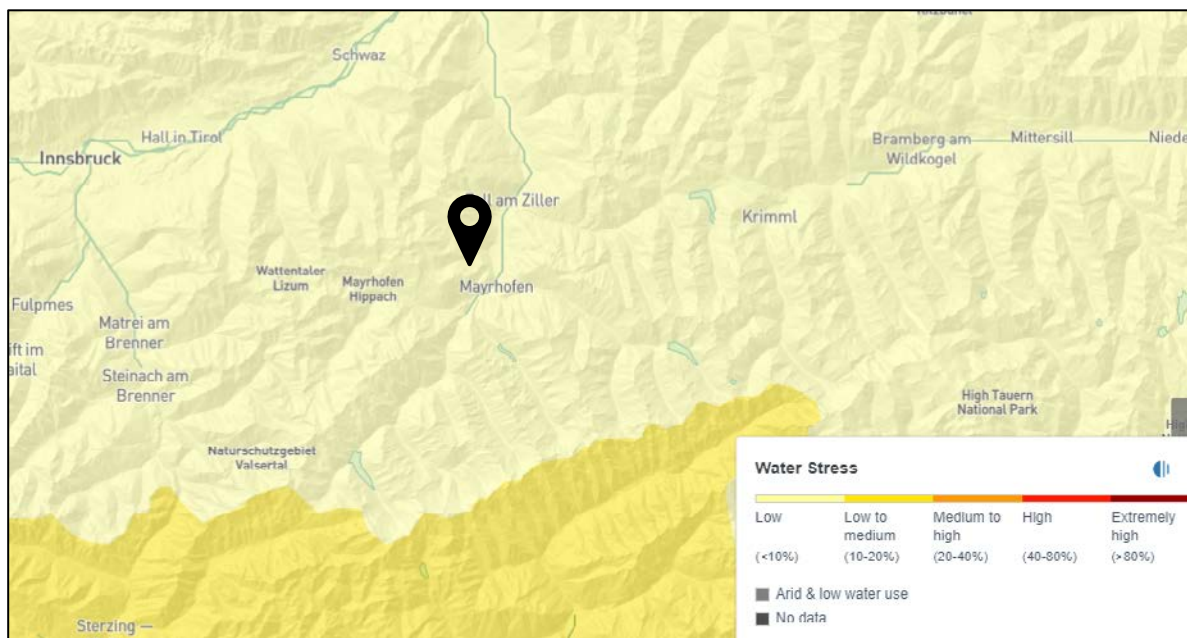 Schwaz
Hall in Tirol
Innsbruck
Bramberg am
Wildkogel
Mittersill
am Ziller
Krimml
Wattentaler
Lizum
Mayrhofen
Hippach
Mayrhofen
Fulpmes
Matrei am
Brenner
ift im
aital
Steinach am
Brenner
High Tauern
National Park
Naturschutzgebiet
Valsertal
Sterzing —
Water Stress
Low
(<10%)
Low to
medium
(10-20%)
Medium to
high
(20-40%)
High
(40-80%)
Extremely
high
(>80%)
Arid & low water use
No data